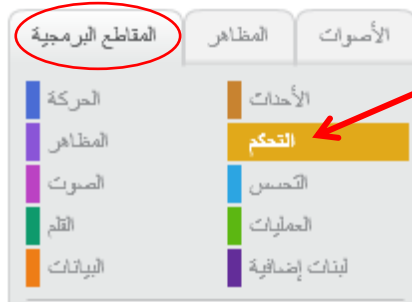 الأصوات المظاهر المقاطع البرمجية
الأحداث الحركة
التحكم المظاهر
التحسس الصوت
العمليات القلم
لبنات إضافية البيانات